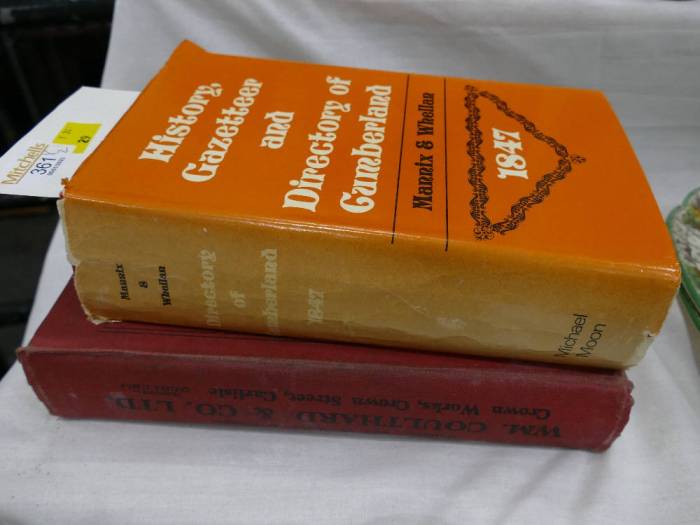 History,
Gazetteer
and
Directory of
Cumberland
Mannix & Whellan
1847
Mannix
&
Whellan
Directory
of
Cumberland
1847
Michael
Moon
WM. COULTHARD & CO. LTD.
Crown Works, Crown Street, Carlisle
Mitchells
361